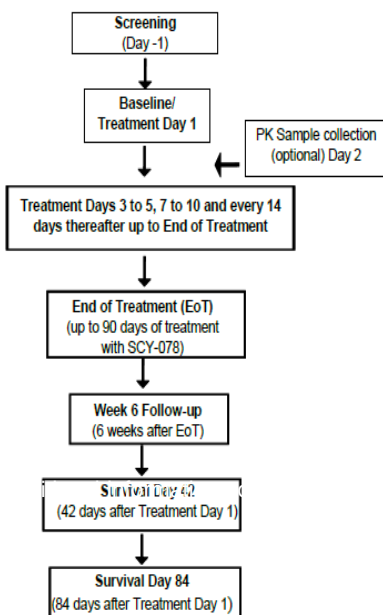 Screening
(Day -1)
Baseline/
Treatment Day 1
PK Sample collection
(optional) Day 2
Treatment Days 3 to 5, 7 to 10 and every 14
days thereafter up to End of Treatment
End of Treatment (EoT)
(up to 90 days of treatment
with SCY-078)
Week 6 Follow-up
(6 weeks after EoT)
Survival Day 42
(42 days after Treatment Day 1)
Survival Day 84
(84 days after Treatment Day 1)